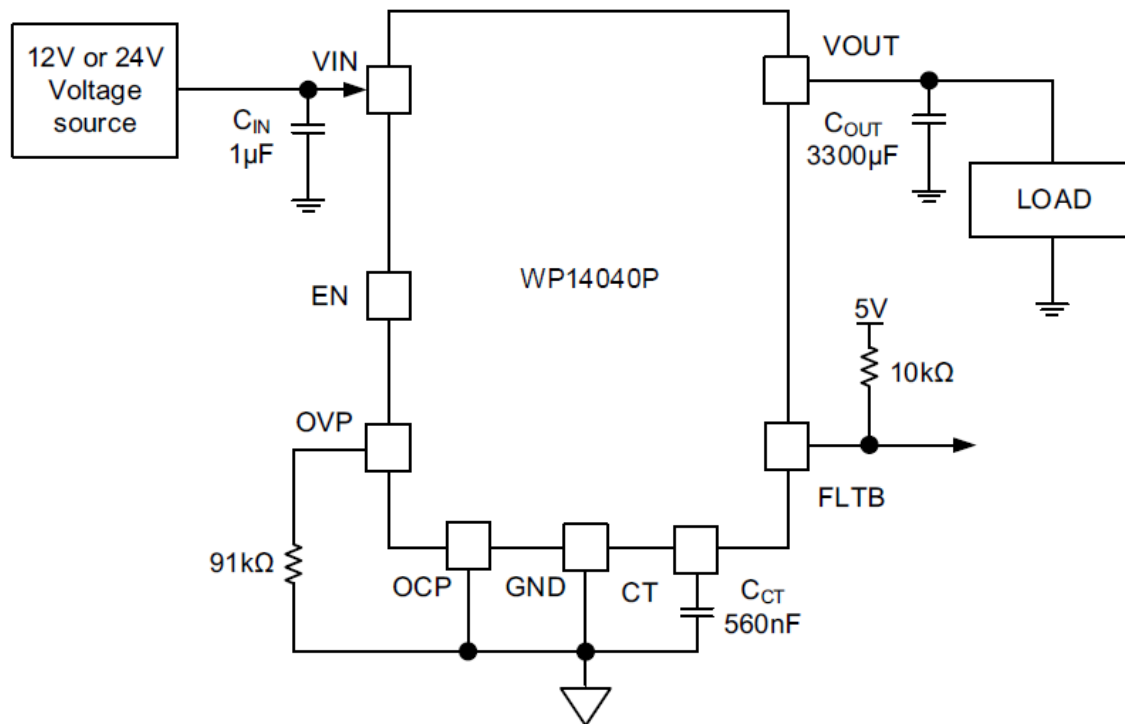 12V or 24V
Voltage
source
VIN
CIN
1µF
VOUT
COUT
3300µF
LOAD
WP14040P
EN
5V
10kΩ
OVP
FLTB
91kΩ
OCP
GND
CT
CCT
560nF